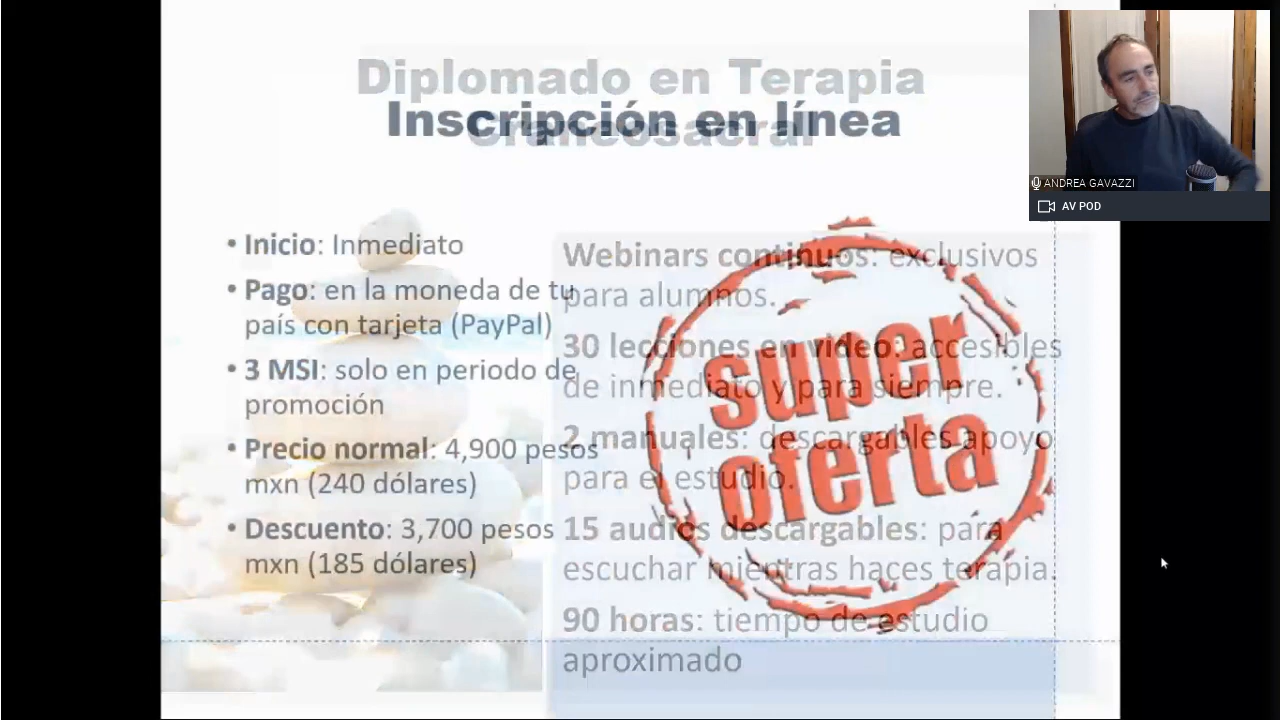 Diplomado en Terapia
Craneosacral
Inscripción en línea
• Inicio: Inmediato
• Pago: en la moneda de tu
país con tarjeta (PayPal)
• 3 MSI: solo en periodo de
promoción
• Precio normal: 4,900 pesos
mxn (240 dólares)
• Descuento: 3,700 pesos
mxn (185 dólares)
Webinars continuos: exclusivos
para alumnos.
30 lecciones en video: accesibles
de inmediato y para siempre.
2 manuales: descargables apoyo
para el estudio.
15 audios descargables: para
escuchar mientras haces terapia.
90 horas: tiempo de estudio
aproximado
super
oferta
ANDREA GAVAZZI
AV POD